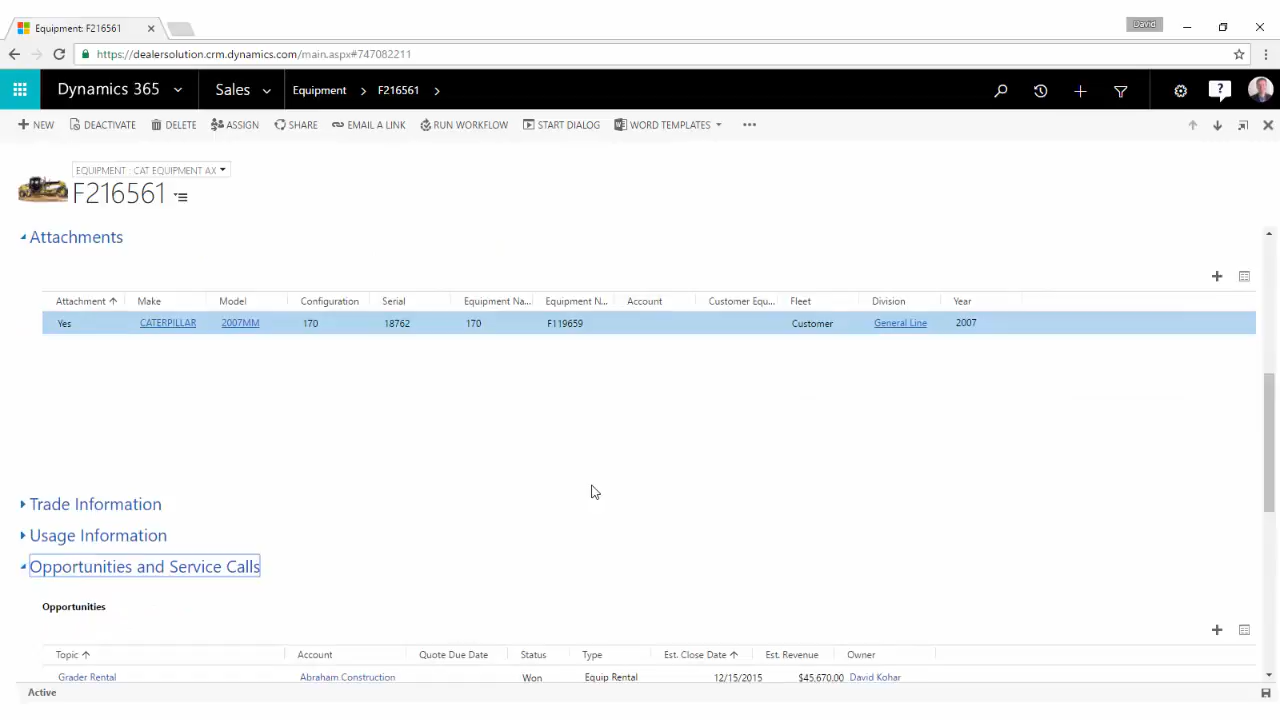 Equipment: F216561
David
https://dealersolution.crm.dynamics.com/main.aspx#747082211
Dynamics 365 Sales Equipment F216561
NEW DEACTIVATE DELETE ASSIGN SHARE EMAIL A LINK RUN WORKFLOW START DIALOG WORD TEMPLATES
EQUIPMENT : CAT EQUIPMENT AX
F216561
Attachments
Attachment Make Model Configuration Serial Equipment Na... Equipment N... Account Customer Equ... Fleet Division Year
Yes CATERPILLAR 2007MM 170 18762 170 F119659 Customer General Line 2007
Trade Information
Usage Information
Opportunities and Service Calls
Opportunities
Topic Account Quote Due Date Status Type Est. Close Date Est. Revenue Owner
Grader Rental Abraham Construction Won Equip Rental 12/15/2015 $45,670.00 David Kohar
Active